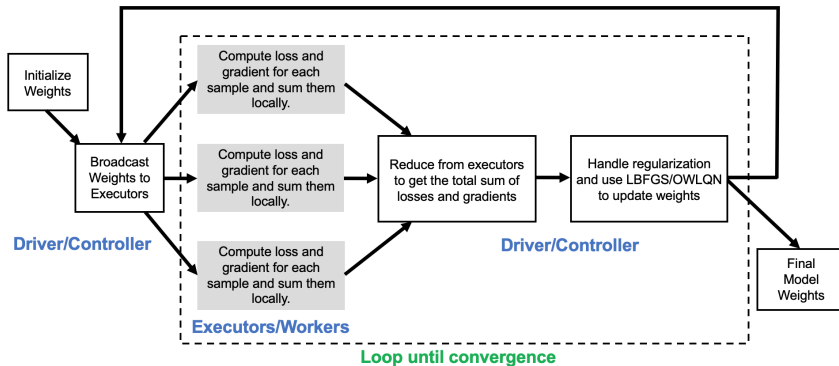 Initialize
Weights
Broadcast
Weights to
Executors
Driver/Controller
Compute loss and
gradient for each
sample and sum them
locally.
Compute loss and
gradient for each
sample and sum them
locally.
Compute loss and
gradient for each
sample and sum them
locally.
Executors/Workers
Reduce from executors
to get the total sum of
losses and gradients
Handle regularization
and use LBFGS/OWLQN
to update weights
Driver/Controller
Final
Model
Weights
Loop until convergence